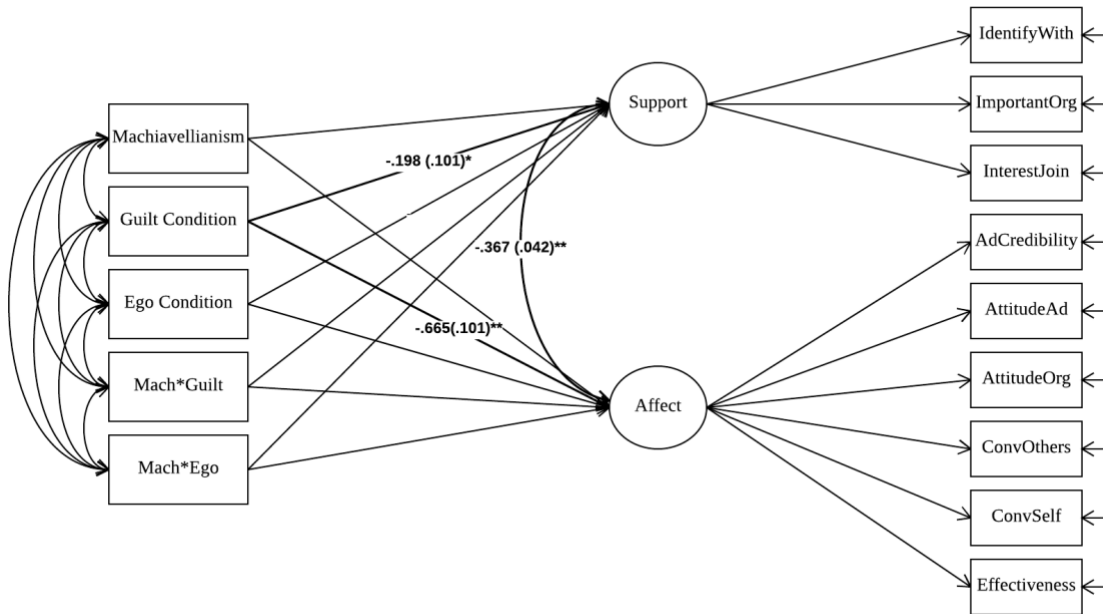 Machiavellianism
Guilt Condition
Ego Condition
Mach*Guilt
Mach*Ego
-.198 (.101)*
-.367 (.042)**
-.665(.101)**
Support
Affect
IdentifyWith
ImportantOrg
InterestJoin
AdCredibility
AttitudeAd
AttitudeOrg
ConvOthers
ConvSelf
Effectiveness